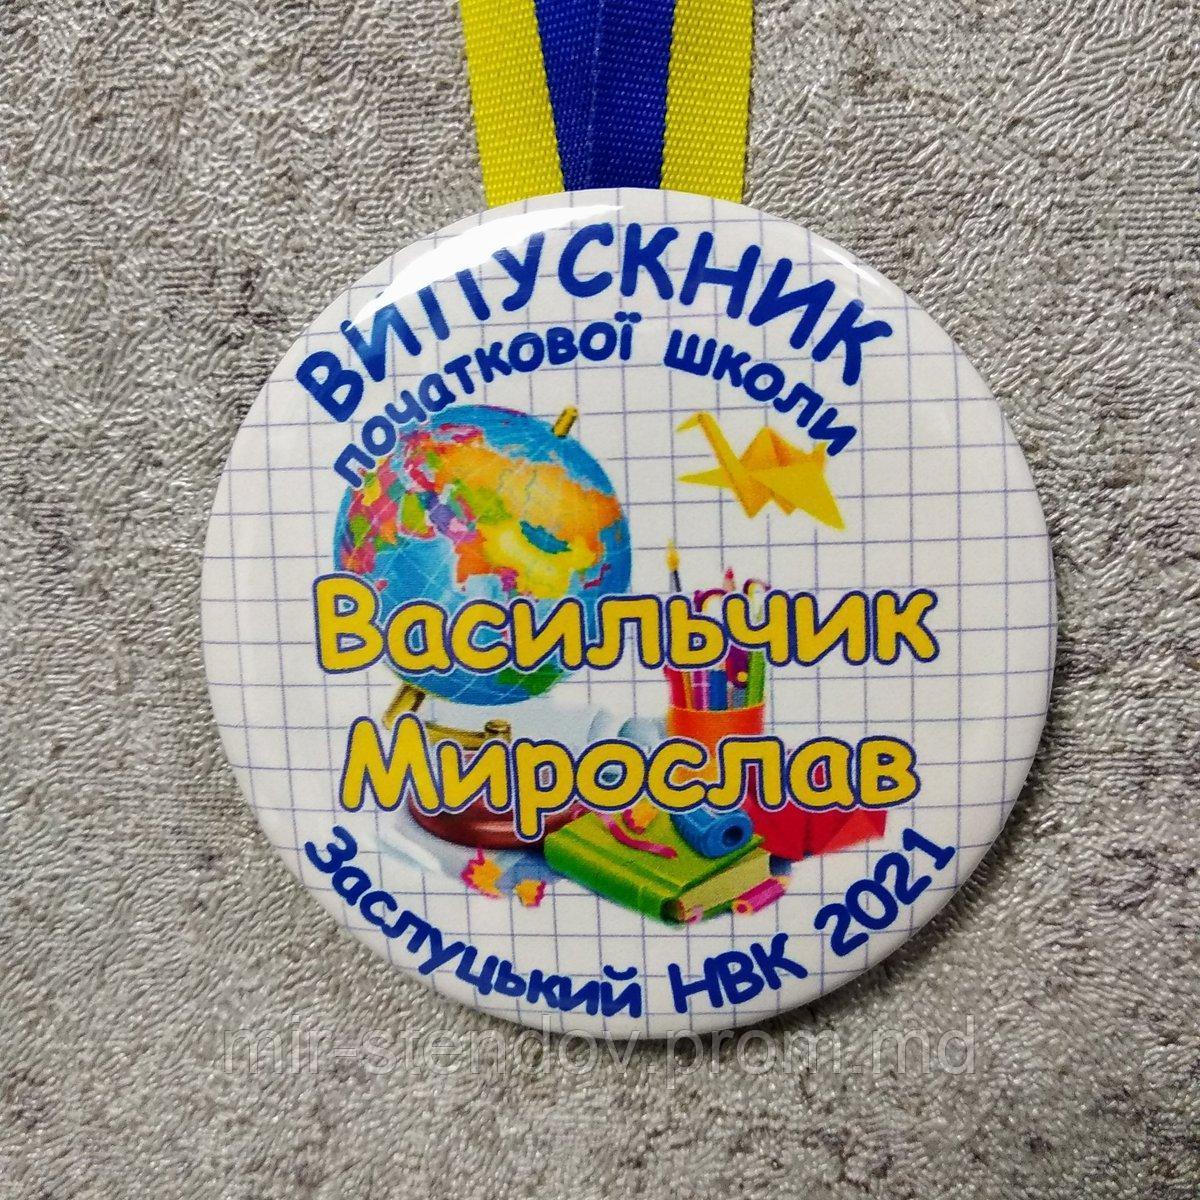 ВИПУСКНИК
початкової школи
Васильчик
Мирослав
Заслуцький НВК 2021
mir-stendov.prom.md